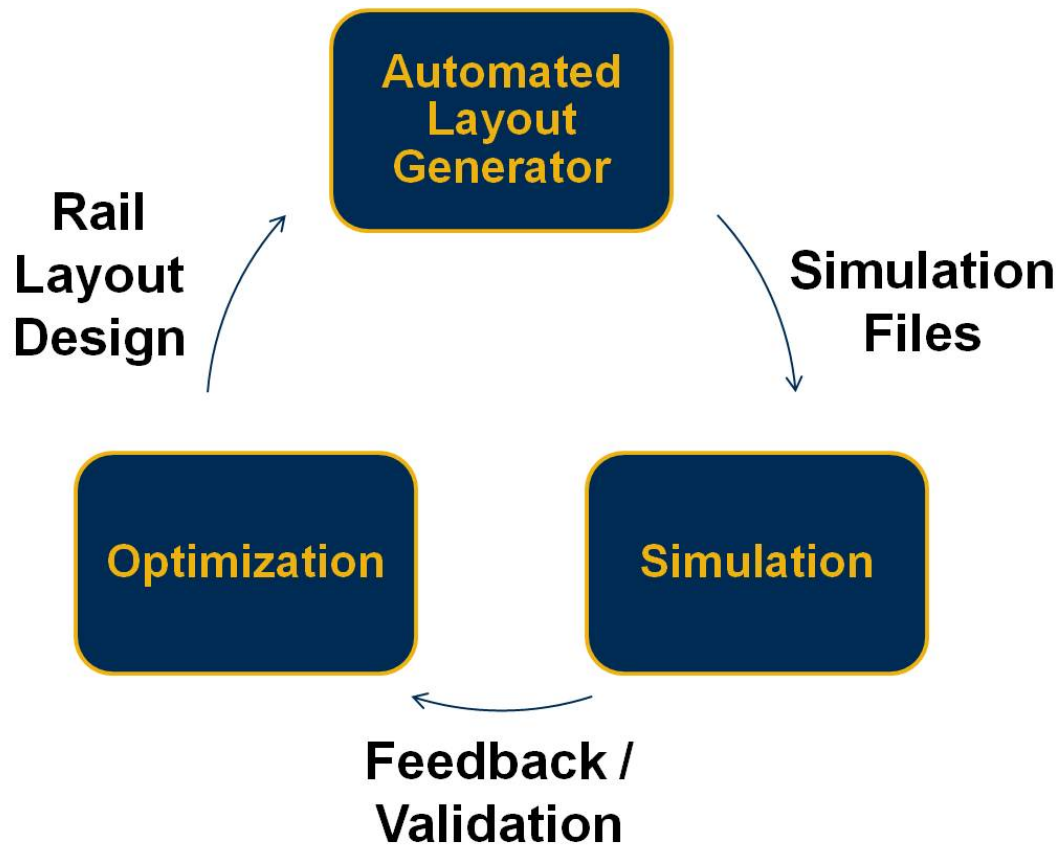 Automated
Layout
Generator
Rail
Layout
Design
Simulation
Files
Optimization
Simulation
Feedback /
Validation